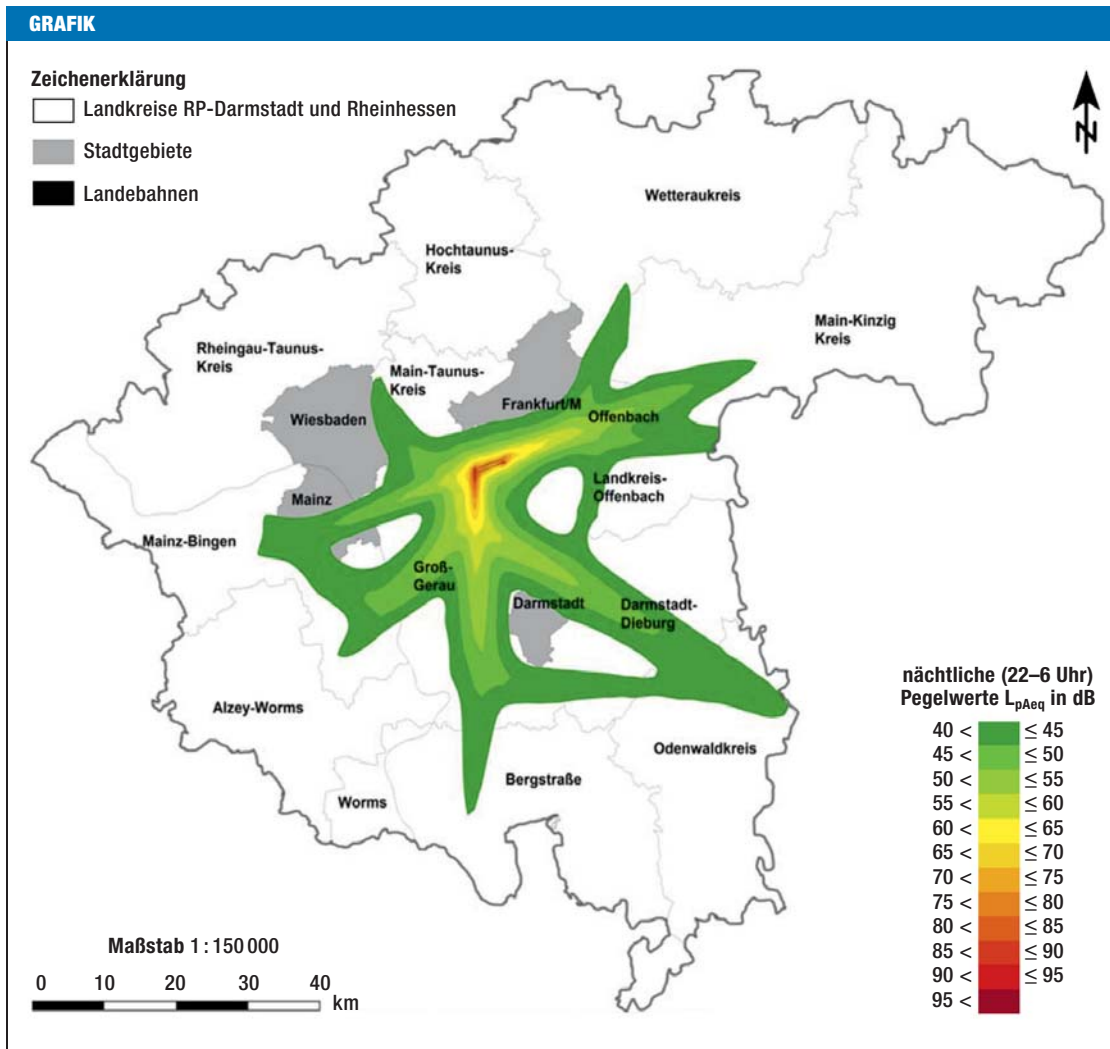 GRAFIK
Zeichenerklärung
Landkreise RP-Darmstadt und Rheinhessen
Stadtgebiete
Landebahnen
N
Wetteraukreis
Hochtaunus-
Kreis
Main-Kinzig
Kreis
Rheingau-Taunus-
Kreis
Main-Taunus-
Kreis
Frankfurt/M
Offenbach
Wiesbaden
Landkreis-
Offenbach
Mainz
Mainz-Bingen
Groß-
Gerau
Darmstadt
Darmstadt-
Dieburg
Alzey-Worms
Odenwaldkreis
Bergstraße
Worms
nächtliche (22–6 Uhr)
Pegelwerte LpAeq in dB
40 < ≤ 45
45 < ≤ 50
50 < ≤ 55
55 < ≤ 60
60 < ≤ 65
65 < ≤ 70
70 < ≤ 75
75 < ≤ 80
80 < ≤ 85
85 < ≤ 90
90 < ≤ 95
95 <
Maßstab 1 : 150 000
0 10 20 30 40
km